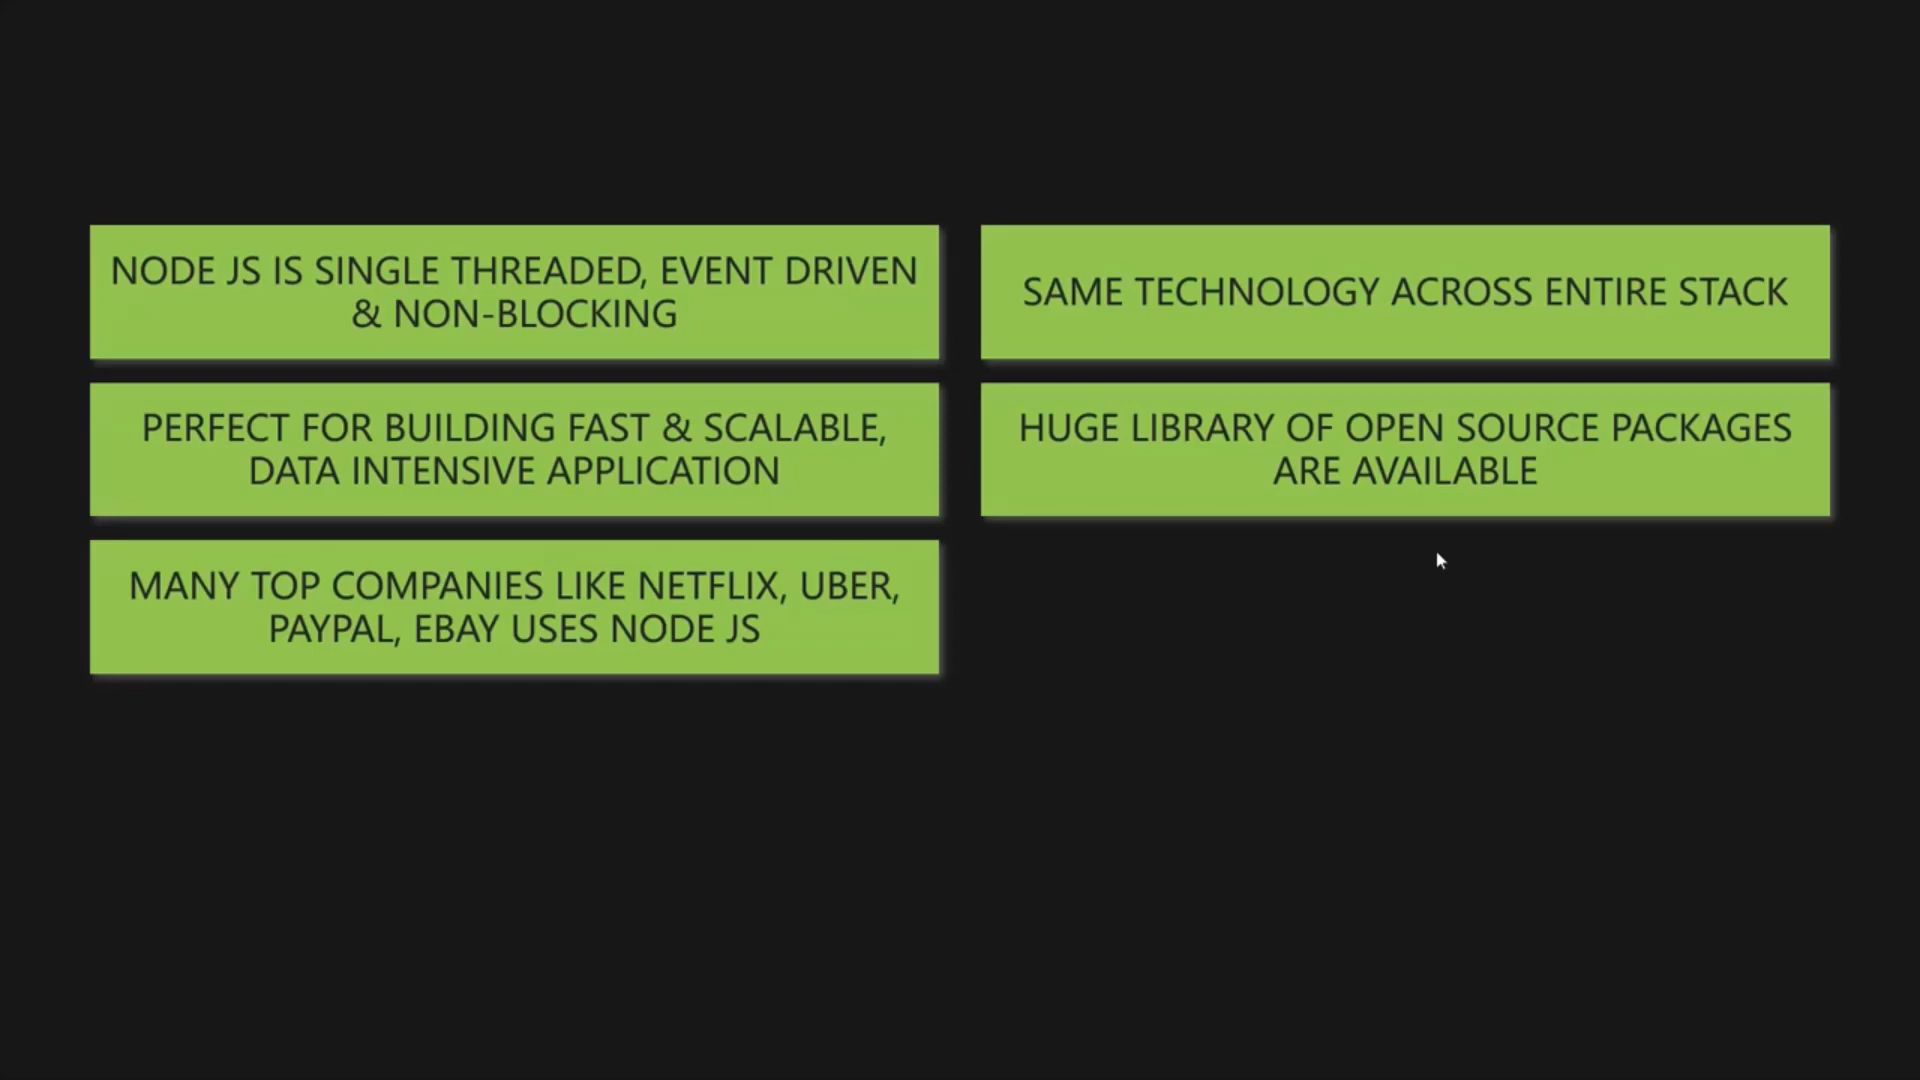 NODE JS IS SINGLE THREADED, EVENT DRIVEN
& NON-BLOCKING
SAME TECHNOLOGY ACROSS ENTIRE STACK
PERFECT FOR BUILDING FAST & SCALABLE,
DATA INTENSIVE APPLICATION
HUGE LIBRARY OF OPEN SOURCE PACKAGES
ARE AVAILABLE
MANY TOP COMPANIES LIKE NETFLIX, UBER,
PAYPAL, EBAY USES NODE JS